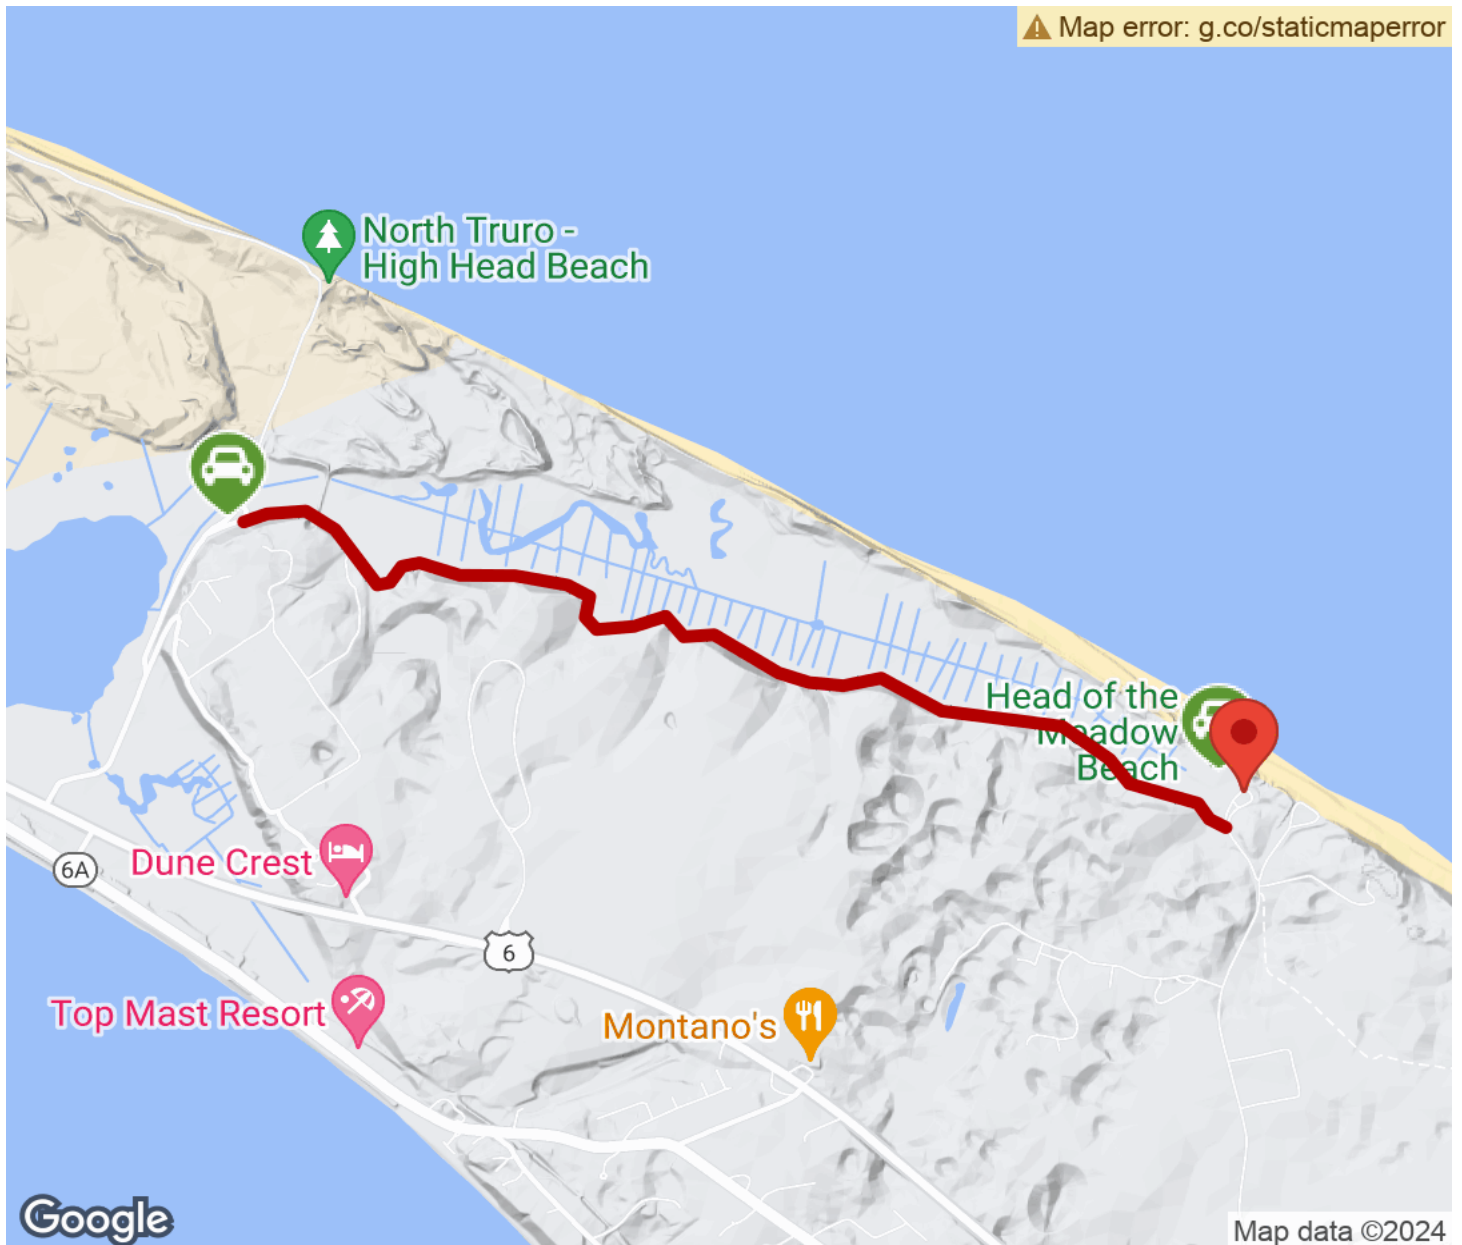 Map error: g.co/staticmaperror
North Truro -
High Head Beach
Head of the
Meadow
Beach
Dune Crest
6A
6
Top Mast Resort
Montano's
Google
Map data ©2024